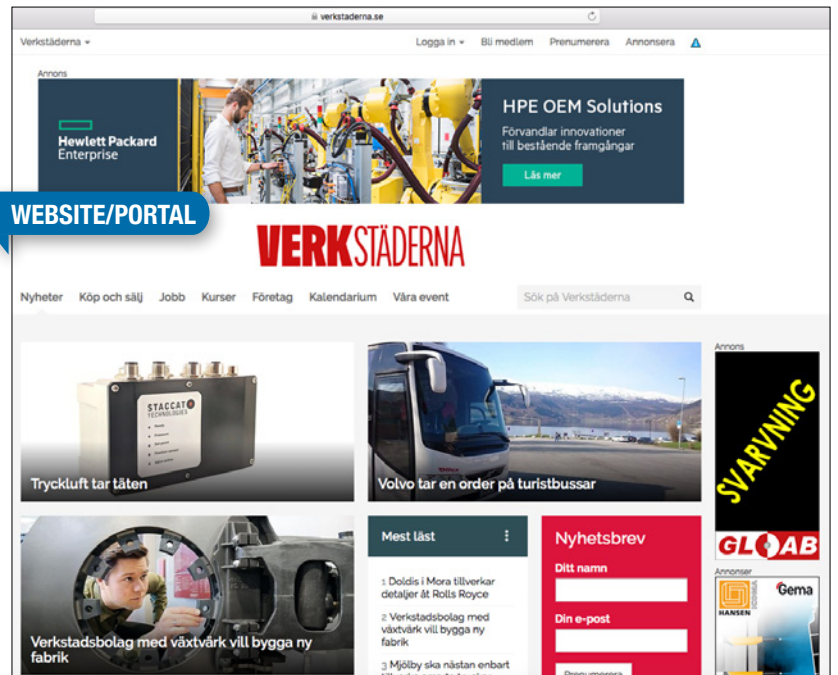 verkstaderna.se
Verkstäderna
Logga in
Bli medlem
Prenumerera
Annonsera
Annons
Hewlett Packard
Enterprise
HPE OEM Solutions
Förvandlar innovationer
till bestående framgångar
Läs mer
WEBSITE/PORTAL
VERKSTÄDERNA
Nyheter
Köp och sälj
Jobb
Kurser
Företag
Kalendarium
Våra event
Sök på Verkstäderna
STACCATO
TECHNOLOGIES
Tryckluft tar täten
Volvo tar en order på turistbussar
Annons
SVARVNING
GLOAB
Verkstadsbolag med växtvärk vill bygga ny
fabrik
Mest läst
1 Doldis i Mora tillverkar
detaljer åt Rolls Royce
2 Verkstadsbolag med
växtvärk vill bygga ny
fabrik
3 Mjölby ska nästan enbart
Nyhetsbrev
Ditt namn
Din e-post
Prenumerera
Annonser
HANSEN
Gema